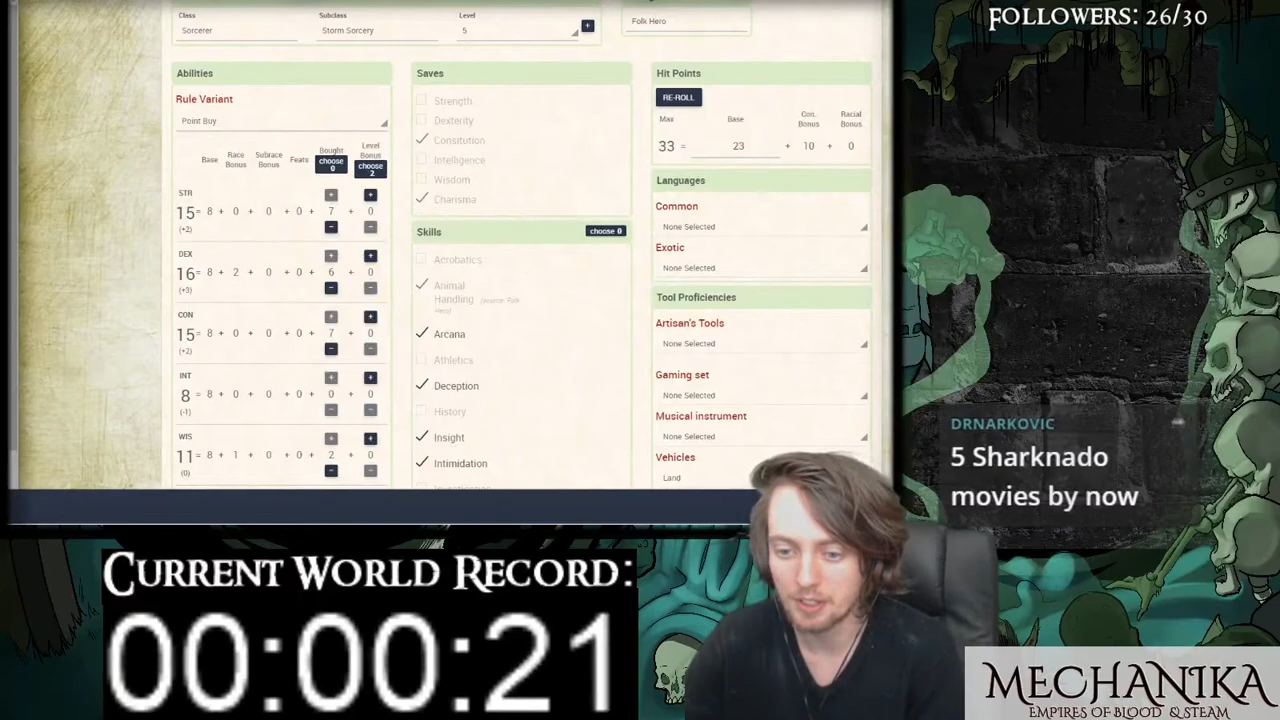 FOLLOWERS: 26/30
Class
Subclass
Level
Sorcerer
Storm Sorcery
5
+
Folk Hero
Abilities
Rule Variant
Point Buy
Base Race Bonus Subrace Bonus Feats Bought choose 0 Level Bonus choose 2
STR
+ +
15 = 8 + 0 + 0 + 0 + 7 + 0
(+2) − −
DEX
+ +
16 = 8 + 2 + 0 + 0 + 6 + 0
(+3) − −
CON
+ +
15 = 8 + 0 + 0 + 0 + 7 + 0
(+2) − −
INT
+ +
8 = 8 + 0 + 0 + 0 + 0 + 0
(-1) − −
WIS
+ +
11 = 8 + 1 + 0 + 0 + 2 + 0
(0) − −
Saves
Strength
Dexterity
Consitution
Intelligence
Wisdom
Charisma
Skills
choose 0
Acrobatics
Animal
Handling (source: Folk
Hero)
Arcana
Athletics
Deception
History
Insight
Intimidation
Hit Points
RE-ROLL
Max Base Con. Bonus Racial Bonus
33 = 23 + 10 + 0
Languages
Common
None Selected
Exotic
None Selected
Tool Proficiencies
Artisan's Tools
None Selected
Gaming set
None Selected
Musical instrument
None Selected
Vehicles
Land
DRNARKOVIC
5 Sharknado
movies by now
CURRENT WORLD RECORD:
00:00:21
MECHANIKA
EMPIRES OF BLOOD & STEAM